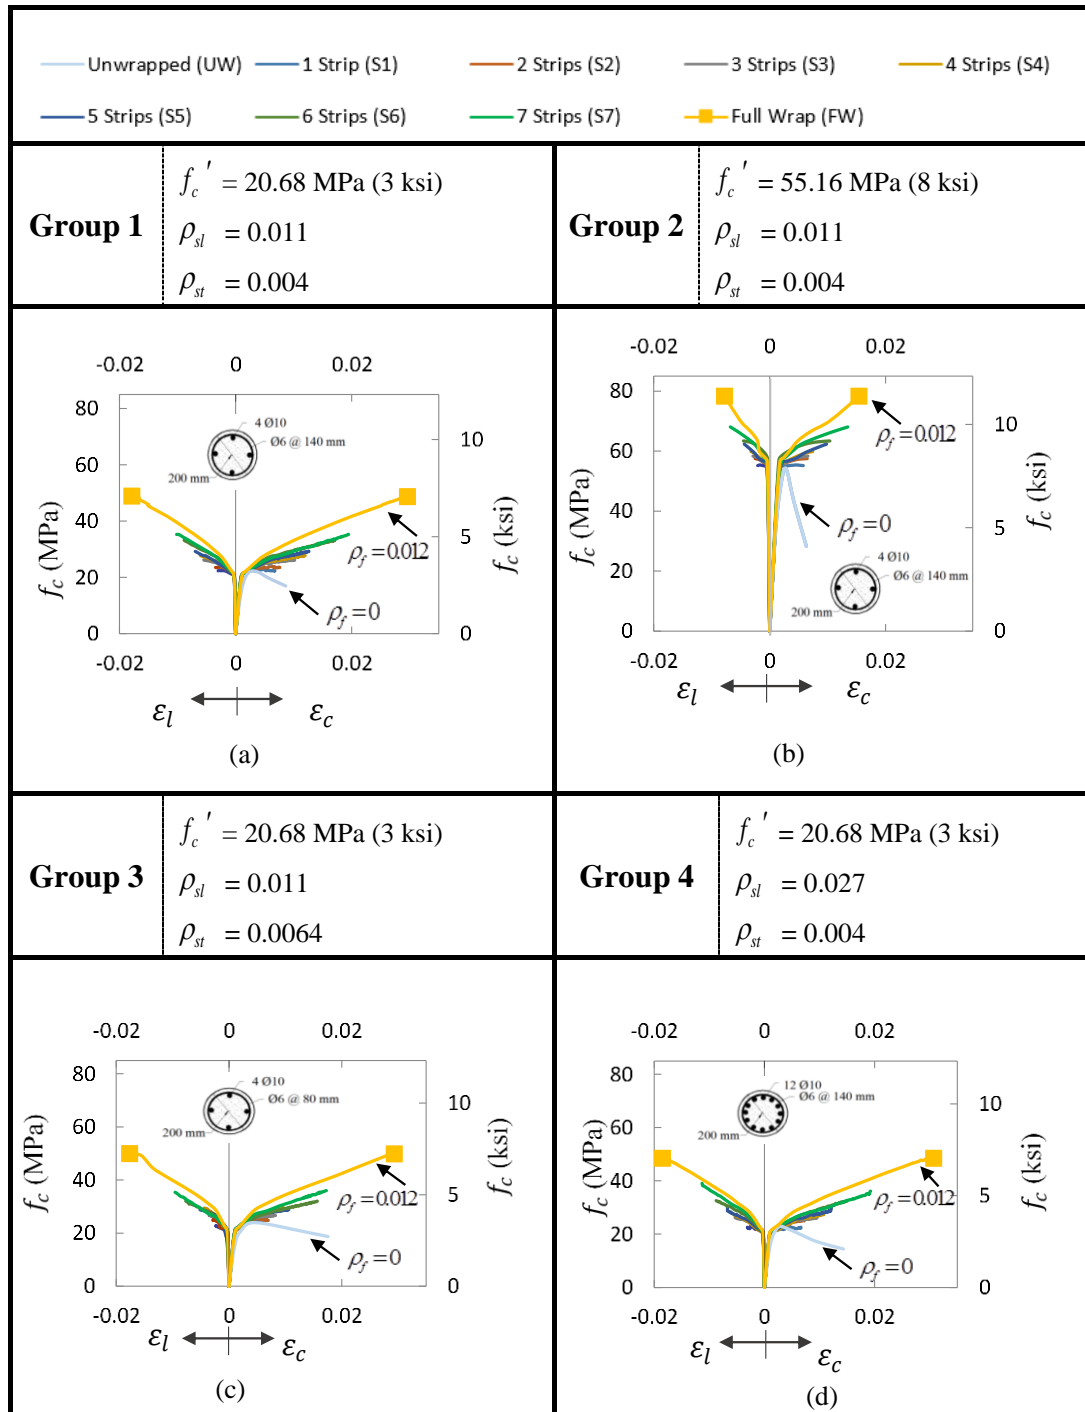 Unwrapped (UW) 1 Strip (S1) 2 Strips (S2) 3 Strips (S3) 4 Strips (S4)
5 Strips (S5) 6 Strips (S6) 7 Strips (S7) Full Wrap (FW)
Group 1
f_c' = 20.68 MPa (3 ksi)
ρ_sl = 0.011
ρ_st = 0.004
Group 2
f_c' = 55.16 MPa (8 ksi)
ρ_sl = 0.011
ρ_st = 0.004
-0.02 0 0.02
80
60
40
20
0
f_c (MPa)
10
5
0
f_c (ksi)
4 Ø10
Ø6 @ 140 mm
200 mm
ρ_f = 0.012
ρ_f = 0
-0.02 0 0.02
ε_l ε_c
(a)
-0.02 0 0.02
80
60
40
20
0
f_c (MPa)
10
5
0
f_c (ksi)
ρ_f = 0.012
ρ_f = 0
4 Ø10
Ø6 @ 140 mm
200 mm
-0.02 0 0.02
ε_l ε_c
(b)
Group 3
f_c' = 20.68 MPa (3 ksi)
ρ_sl = 0.011
ρ_st = 0.0064
Group 4
f_c' = 20.68 MPa (3 ksi)
ρ_sl = 0.027
ρ_st = 0.004
-0.02 0 0.02
80
60
40
20
0
f_c (MPa)
10
5
0
f_c (ksi)
4 Ø10
Ø6 @ 80 mm
200 mm
ρ_f = 0.012
ρ_f = 0
-0.02 0 0.02
ε_l ε_c
(c)
-0.02 0 0.02
80
60
40
20
0
f_c (MPa)
10
5
0
f_c (ksi)
12 Ø10
Ø6 @ 140 mm
200 mm
ρ_f = 0.012
ρ_f = 0
-0.02 0 0.02
ε_l ε_c
(d)